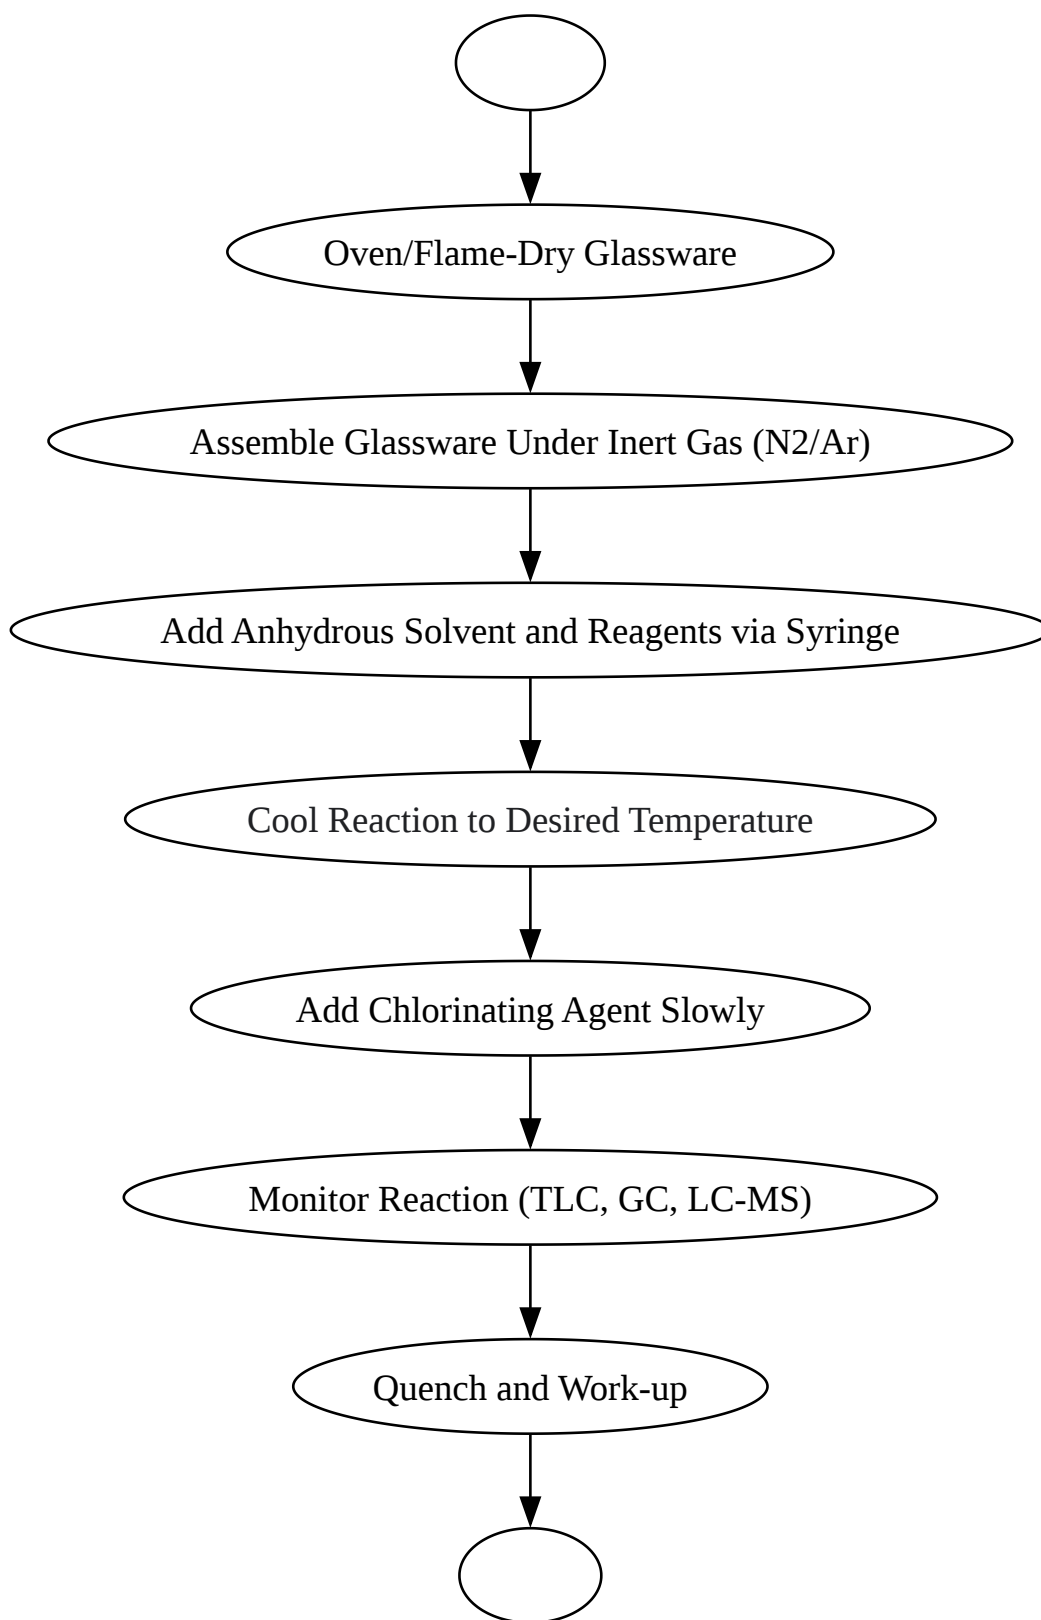 Oven/Flame-Dry Glassware
Assemble Glassware Under Inert Gas (N2/Ar)
Add Anhydrous Solvent and Reagents via Syringe
Cool Reaction to Desired Temperature
Add Chlorinating Agent Slowly
Monitor Reaction (TLC, GC, LC-MS)
Quench and Work-up